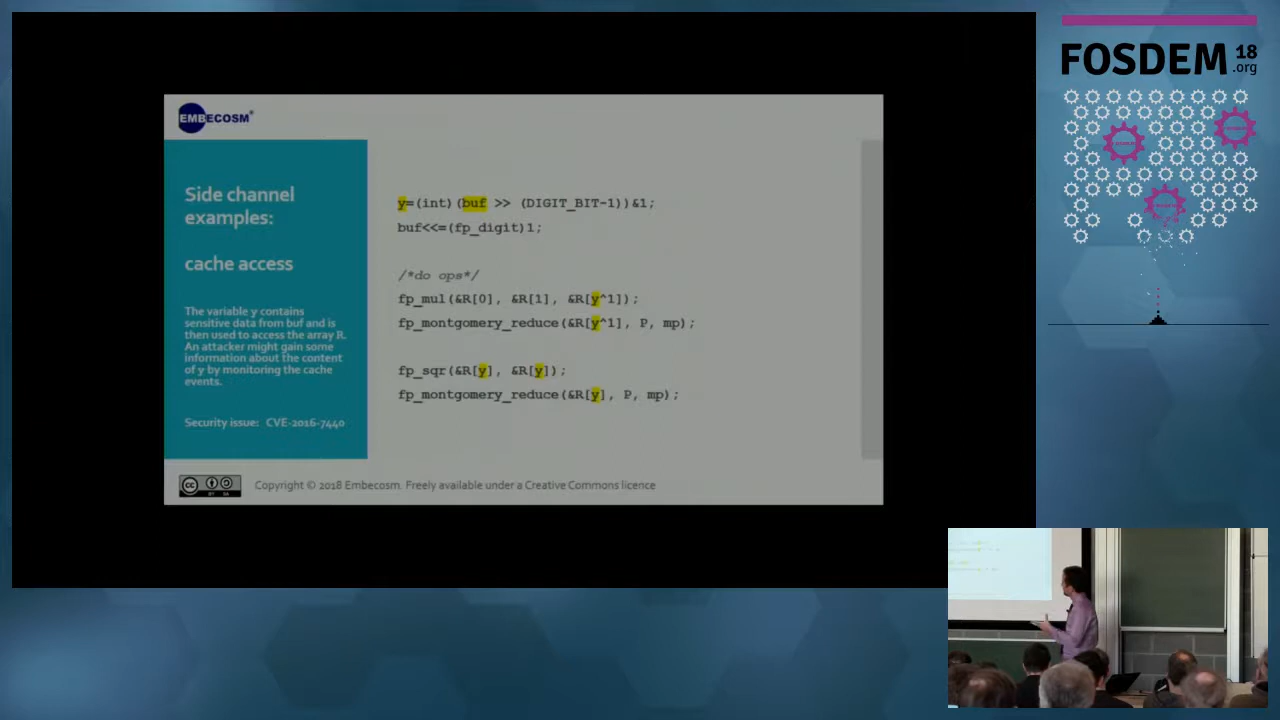 FOSDEM 18
.org
EMBECOSM®
Side channel
examples:
cache access
The variable y contains
sensitive data from buf and is
then used to access the array R.
An attacker might gain some
information about the content
of y by monitoring the cache
events.
Security issue: CVE-2016-7440
y=(int)(buf >> (DIGIT_BIT-1))&1;
buf<<=(fp_digit)1;
/*do ops*/
fp_mul(&R[0], &R[1], &R[y^1]);
fp_montgomery_reduce(&R[y^1], P, mp);
fp_sqr(&R[y], &R[y]);
fp_montgomery_reduce(&R[y], P, mp);
cc
BY SA
Copyright © 2018 Embecosm. Freely available under a Creative Commons licence